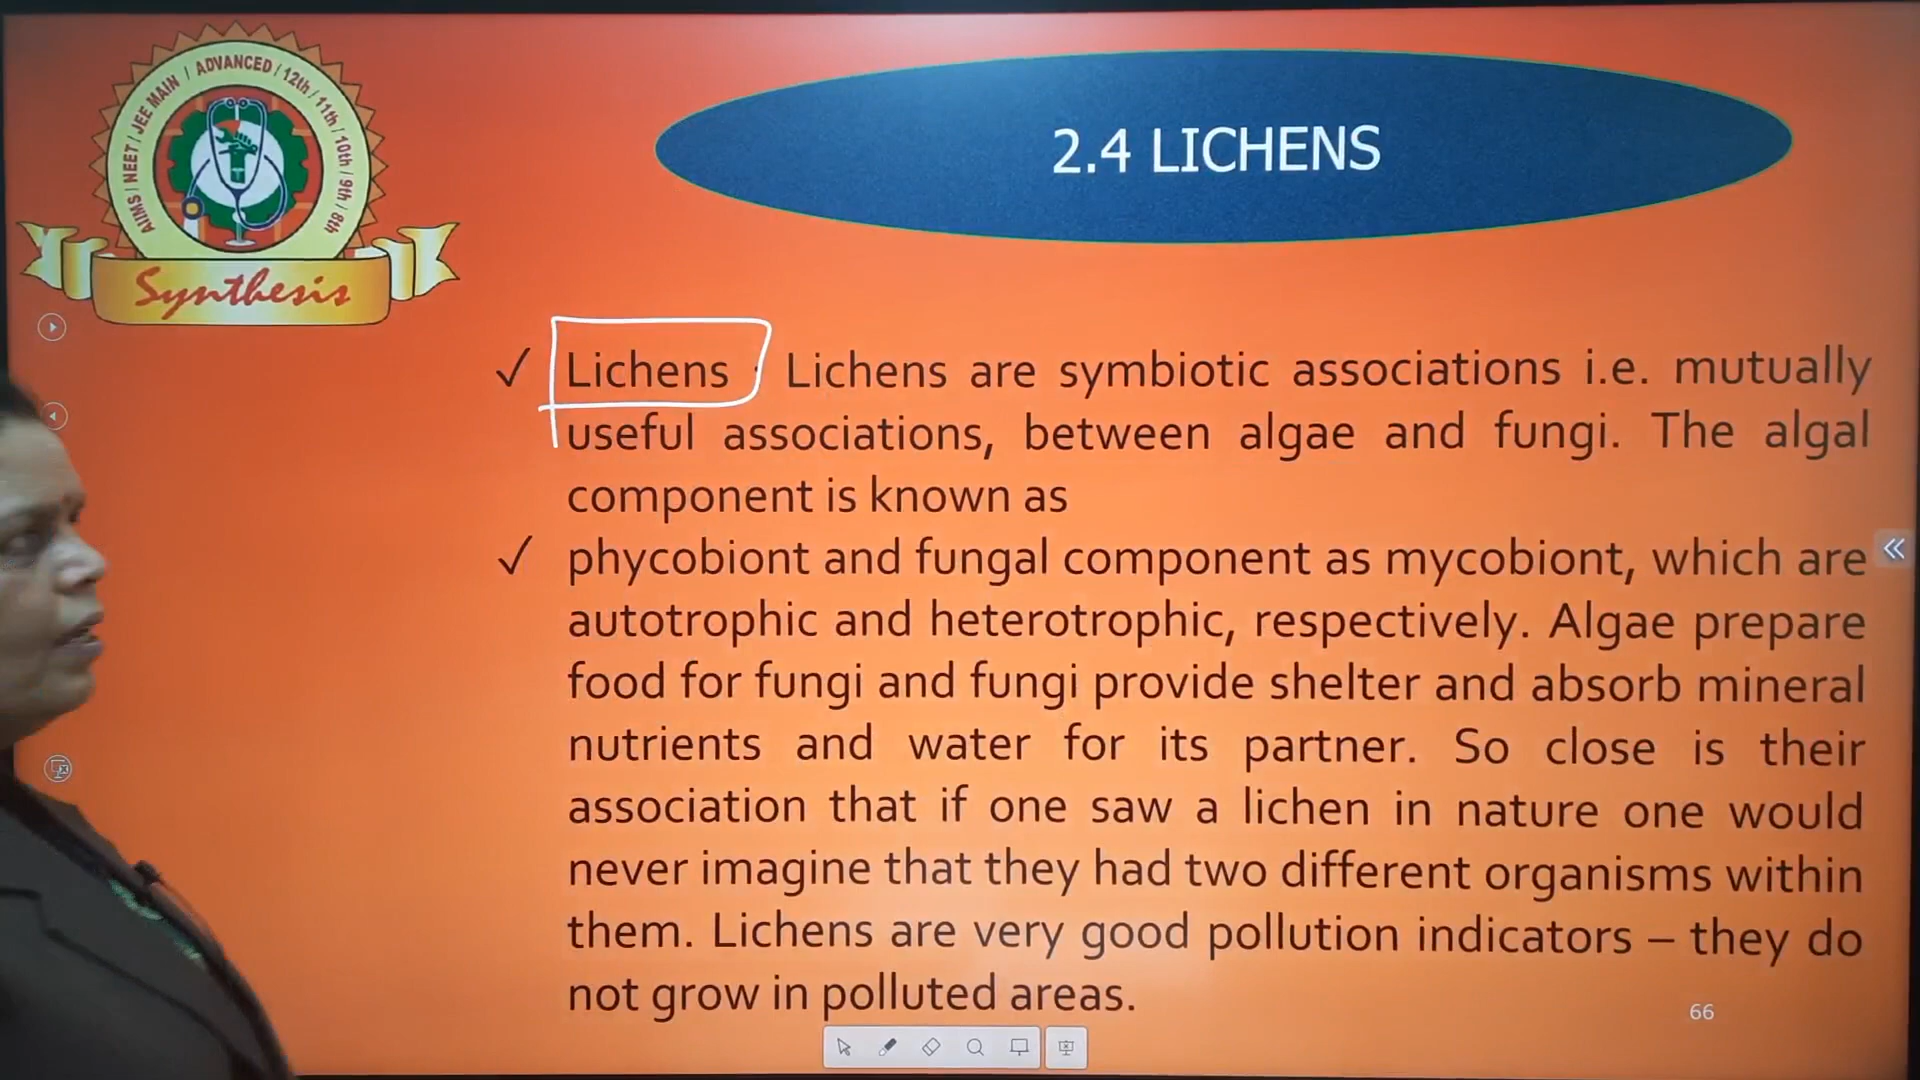 AIIMS / NEET / JEE MAIN / ADVANCED / 12th / 11th / 10th / 9th / 8th
Synthesis
2.4 LICHENS
✓ Lichens : Lichens are symbiotic associations i.e. mutually
useful associations, between algae and fungi. The algal
component is known as
✓ phycobiont and fungal component as mycobiont, which are
autotrophic and heterotrophic, respectively. Algae prepare
food for fungi and fungi provide shelter and absorb mineral
nutrients and water for its partner. So close is their
association that if one saw a lichen in nature one would
never imagine that they had two different organisms within
them. Lichens are very good pollution indicators – they do
not grow in polluted areas.
66